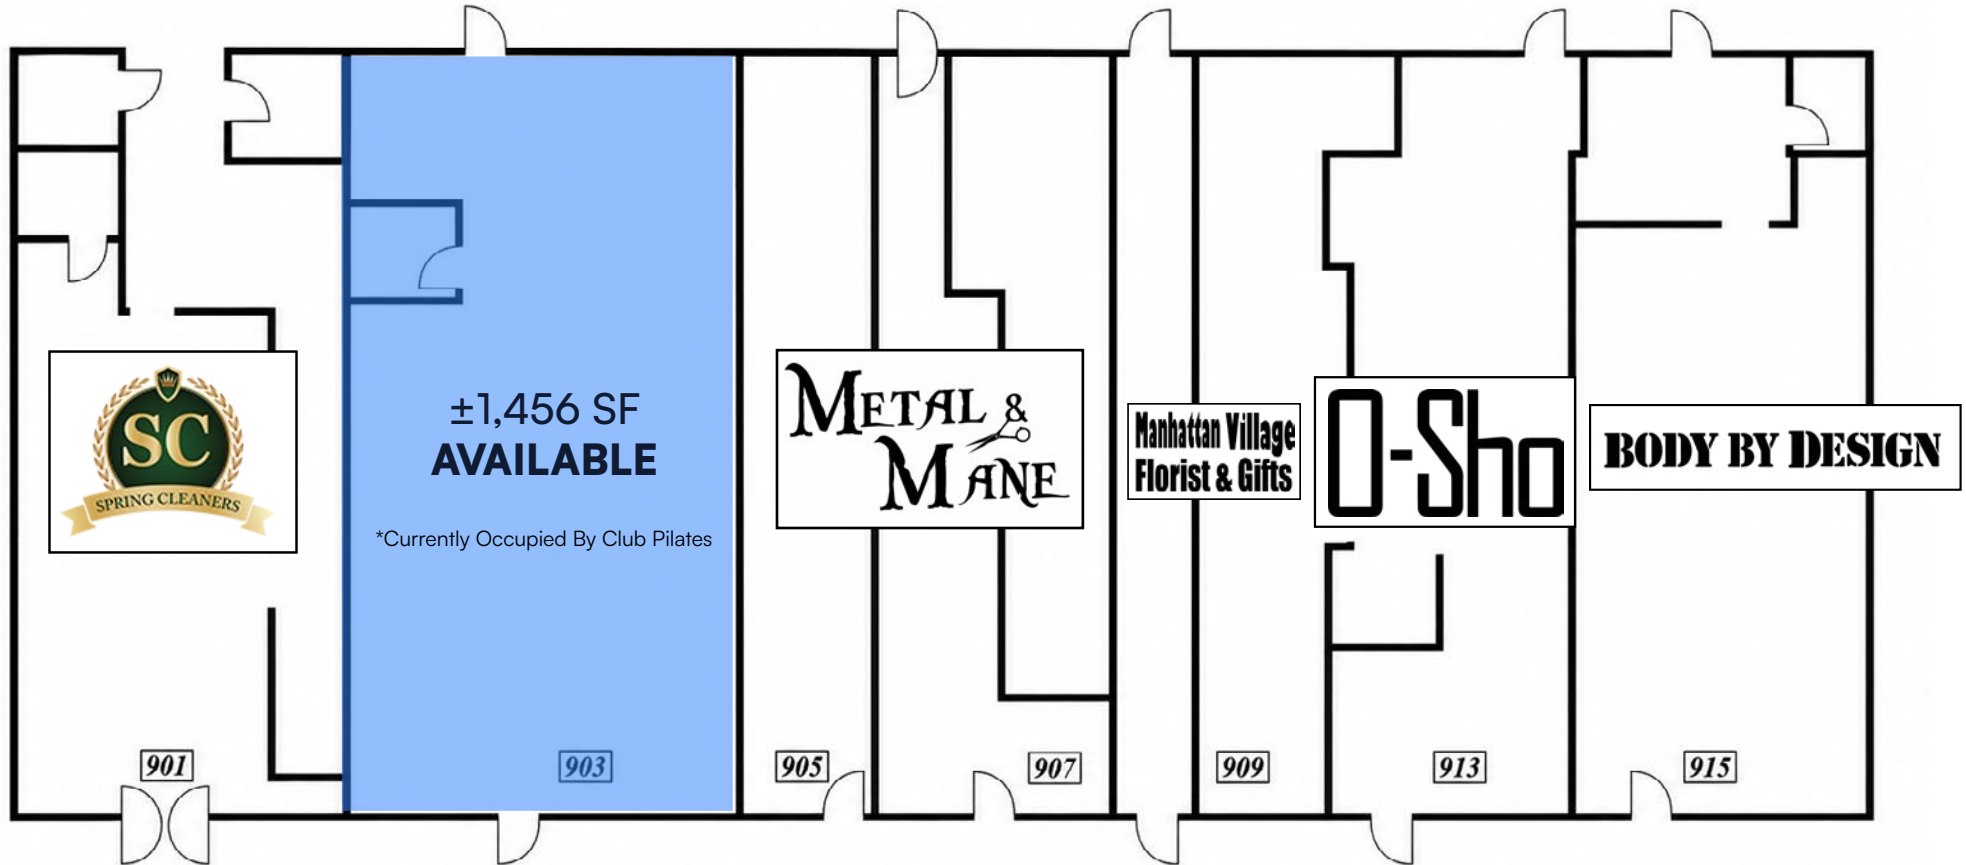 SC
SPRING CLEANERS
±1,456 SF
AVAILABLE
*Currently Occupied By Club Pilates
METAL &
MANE
Manhattan Village
Florist & Gifts
O-Sho
BODY BY DESIGN
901
903
905
907
909
913
915